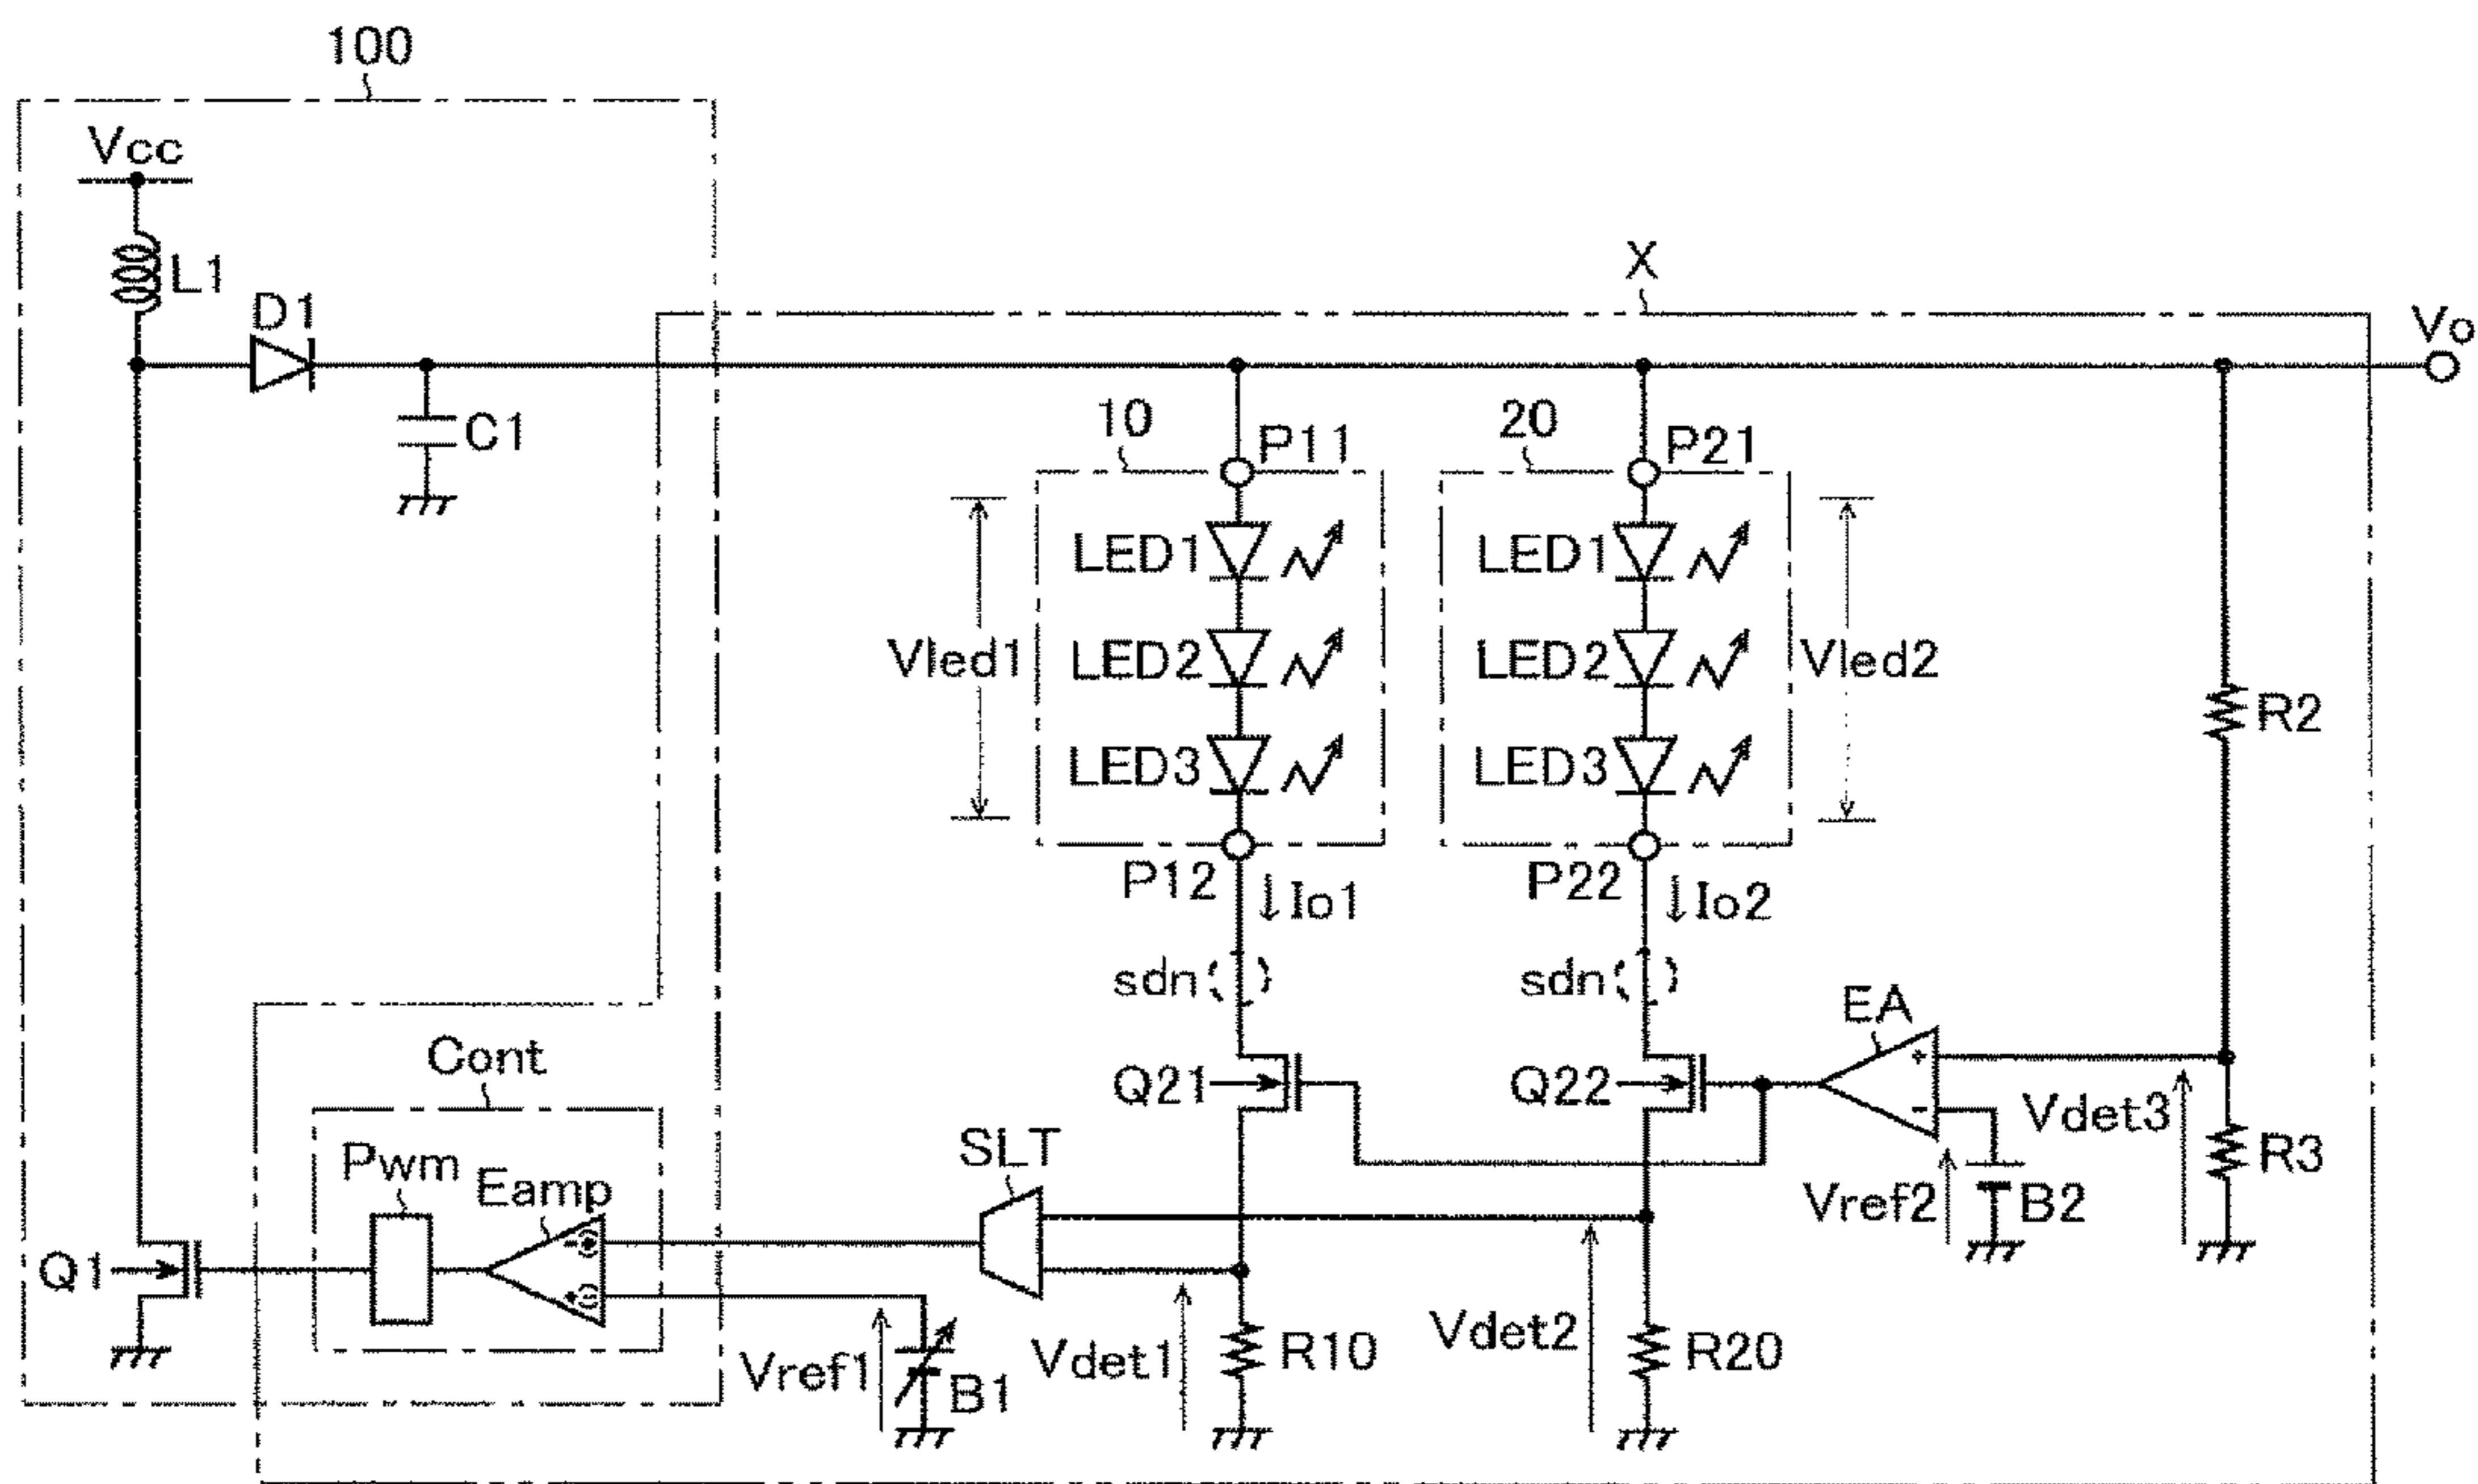 100
Vcc
L1
D1
C1
X
Vo
10
P11
20
P21
LED1
LED1
Vled1
LED2
LED2
Vled2
LED3
LED3
R2
P12
Io1
P22
Io2
sdn
sdn
EA
+
-
Cont
Q21
Q22
Vdet3
R3
Pwm
Eamp
SLT
Vref2
B2
Q1
-(+)
+(-)
Vref1
B1
Vdet1
R10
Vdet2
R20